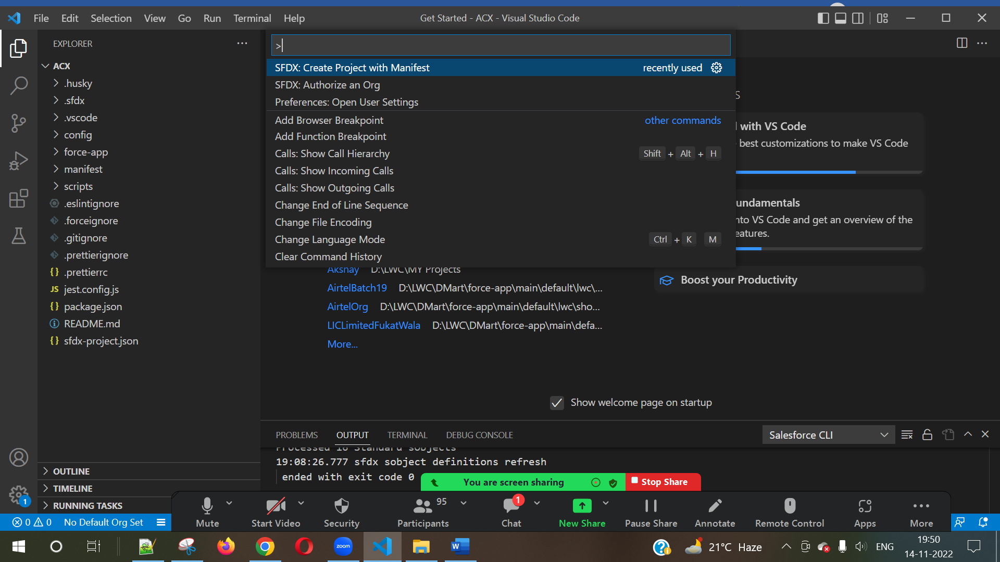 File Edit Selection View Go Run Terminal Help
Get Started - ACX - Visual Studio Code
EXPLORER
ACX
.husky
.sfdx
.vscode
config
force-app
manifest
scripts
.eslintignore
.forceignore
.gitignore
.prettierignore
{} .prettierrc
JS jest.config.js
{} package.json
README.md
{} sfdx-project.json
OUTLINE
TIMELINE
RUNNING TASKS
1
>
SFDX: Create Project with Manifest recently used
SFDX: Authorize an Org
Preferences: Open User Settings
Add Browser Breakpoint other commands
Add Function Breakpoint
Calls: Show Call Hierarchy Shift + Alt + H
Calls: Show Incoming Calls
Calls: Show Outgoing Calls
Change End of Line Sequence
Change File Encoding
Change Language Mode Ctrl + K M
Clear Command History
Akshay D:\LWC\MY Projects
AirtelBatch19 D:\LWC\DMart\force-app\main\default\lwc\...
AirtelOrg D:\LWC\DMart\force-app\main\default\lwc\sho...
LICLimitedFukatWala D:\LWC\DMart\force-app\main\defa...
More...
with VS Code
best customizations to make VS Code
undamentals
nto VS Code and get an overview of the
eatures.
Boost your Productivity
Show welcome page on startup
PROBLEMS OUTPUT TERMINAL DEBUG CONSOLE
Salesforce CLI
Processed 16 Standard sobjects
19:08:26.777 sfdx sobject definitions refresh
ended with exit code 0
You are screen sharing Stop Share
95 1
Mute Start Video Security Participants Chat New Share Pause Share Annotate Remote Control Apps More
0 0 No Default Org Set
zoom
W
21°C Haze
ENG
19:50
14-11-2022